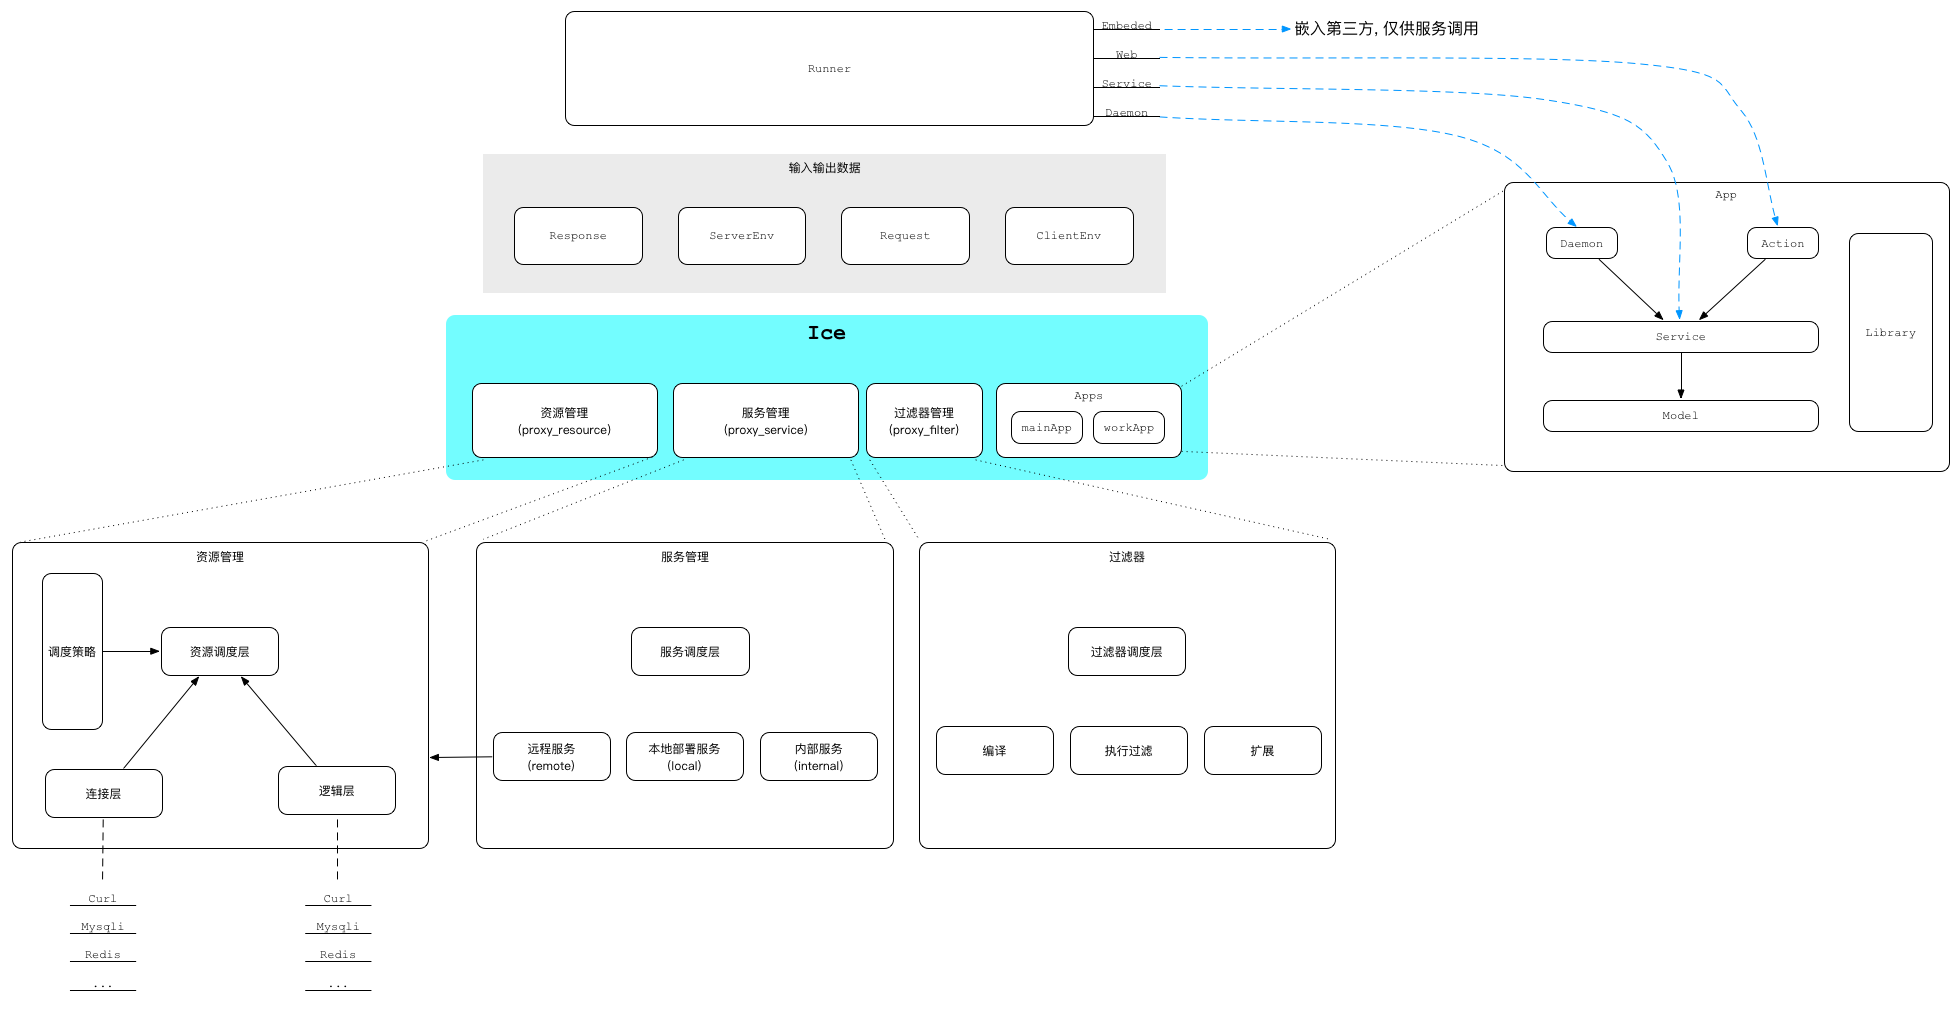 Runner
Embeded
嵌入第三方, 仅供服务调用
Web
Service
Daemon
输入输出数据
Response
ServerEnv
Request
ClientEnv
App
Daemon
Action
Library
Service
Model
Ice
资源管理
(proxy_resource)
服务管理
(proxy_service)
过滤器管理
(proxy_filter)
Apps
mainApp
workApp
资源管理
调度策略
资源调度层
连接层
逻辑层
服务管理
服务调度层
远程服务
(remote)
本地部署服务
(local)
内部服务
(internal)
过滤器
过滤器调度层
编译
执行过滤
扩展
Curl
Mysqli
Redis
...
Curl
Mysqli
Redis
...